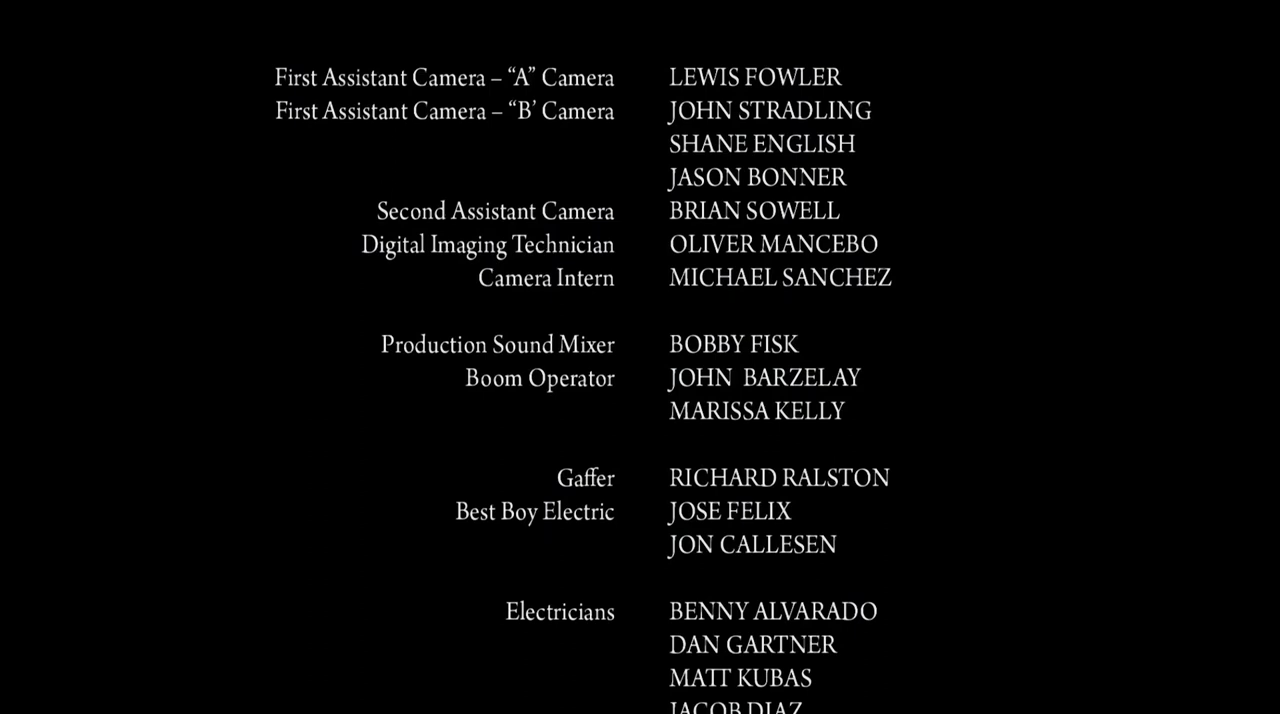 First Assistant Camera – “A” Camera LEWIS FOWLER
First Assistant Camera – “B’ Camera JOHN STRADLING
SHANE ENGLISH
JASON BONNER
Second Assistant Camera BRIAN SOWELL
Digital Imaging Technician OLIVER MANCEBO
Camera Intern MICHAEL SANCHEZ
Production Sound Mixer BOBBY FISK
Boom Operator JOHN  BARZELAY
MARISSA KELLY
Gaffer RICHARD RALSTON
Best Boy Electric JOSE FELIX
JON CALLESEN
Electricians BENNY ALVARADO
DAN GARTNER
MATT KUBAS
JACOB DIAZ